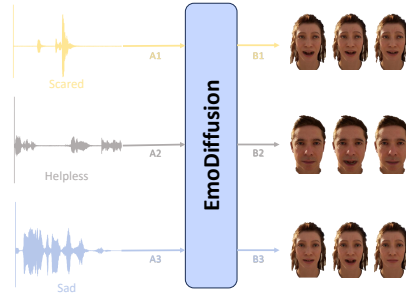 A1
B1
Scared
EmoDiffusion
A2
B2
Helpless
A3
B3
Sad